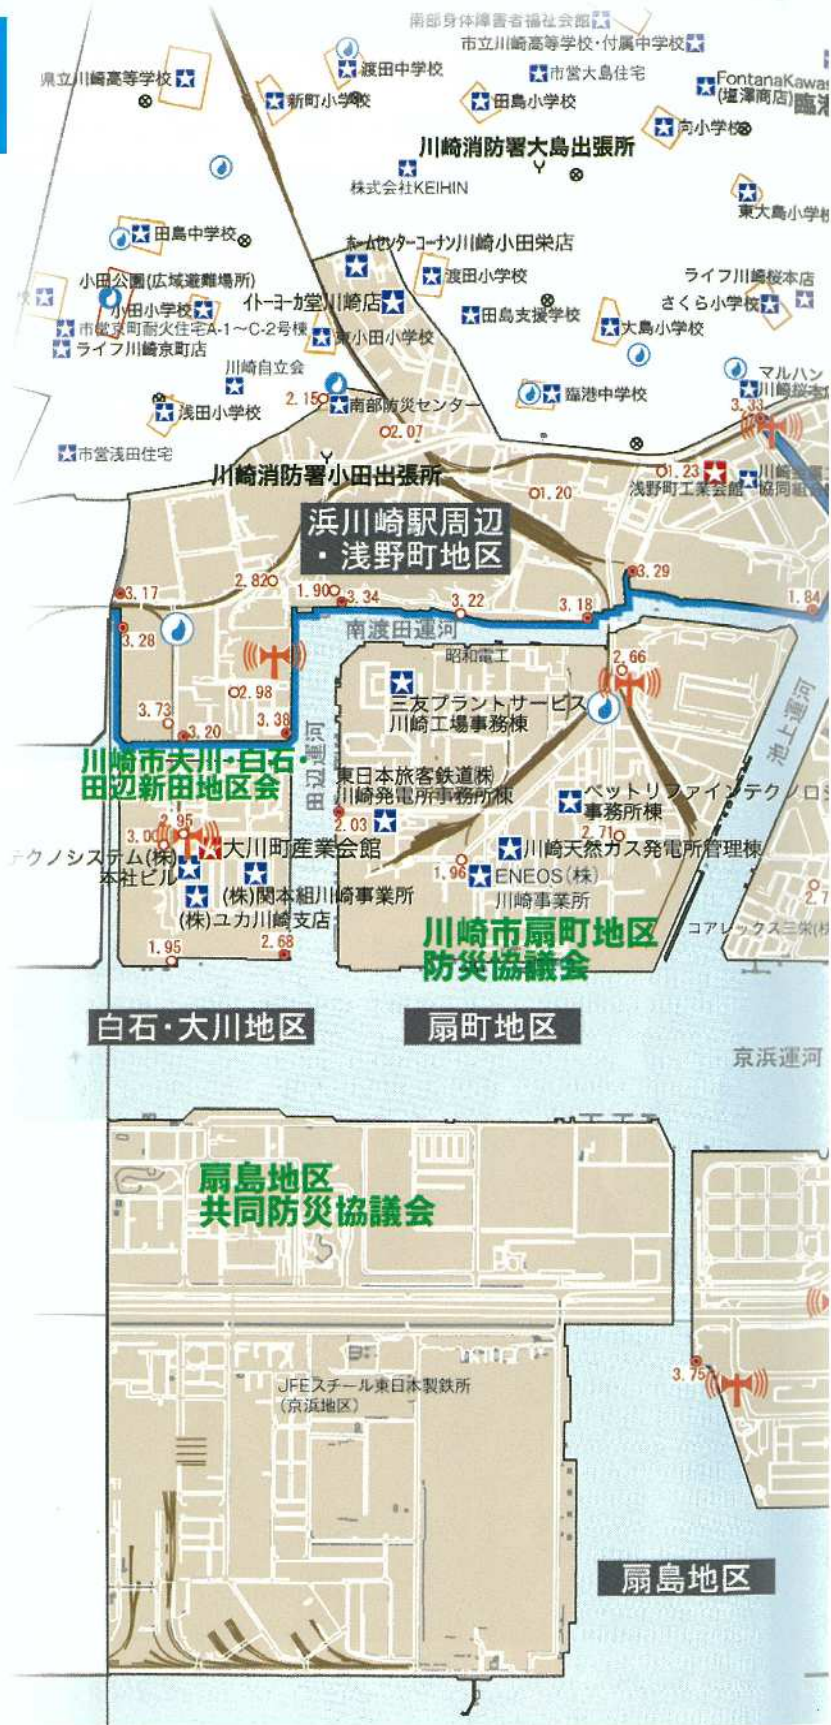 南部身体障害者福祉会館
市立川崎高等学校・付属中学校
県立川崎高等学校
渡田中学校
市営大島住宅
FontanaKawas
(塩澤商店)
臨港
新町小学校
田島小学校
向小学校
川崎消防署大島出張所
株式会社KEIHIN
東大島小学校
田島中学校
ホームセンターコーナン川崎小田栄店
小田公園(広域避難場所)
渡田小学校
ライフ川崎桜本店
小田小学校
イトーヨーカ堂川崎店
さくら小学校
市営京町耐火住宅A-1〜C-2号棟
東小田小学校
田島支援学校
大島小学校
ライフ川崎京町店
川崎自立会
マルハン
川崎桜本
2.15
南部防災センター
臨港中学校
3.33
浅田小学校
2.07
市営浅田住宅
川崎消防署小田出張所
1.23
浅野町工業会館
協同組合
1.20
浜川崎駅周辺
・浅野町地区
3.17
2.82
1.90
3.34
3.29
3.22
3.18
1.84
3.28
南渡田運河
昭和電工
2.66
2.98
三友プラントサービス
川崎工場事務棟
池上運河
3.73
3.20
3.38
田辺運河
川崎市大川・白石・
田辺新田地区会
東日本旅客鉄道(株)
川崎発電所事務所棟
ペットリファインテクノロジ
事務所棟
2.95
2.03
2.71
3.0
大川町産業会館
川崎天然ガス発電所管理棟
テクノシステム(株)
本社ビル
1.96
ENEOS(株)
川崎事業所
2.7
(株)関本組川崎事業所
(株)ユカ川崎支店
川崎市扇町地区
防災協議会
コアレックス三栄(株
1.95
2.68
白石・大川地区
扇町地区
京浜運河
扇島地区
共同防災協議会
3.75
JFEスチール東日本製鉄所
(京浜地区)
扇島地区